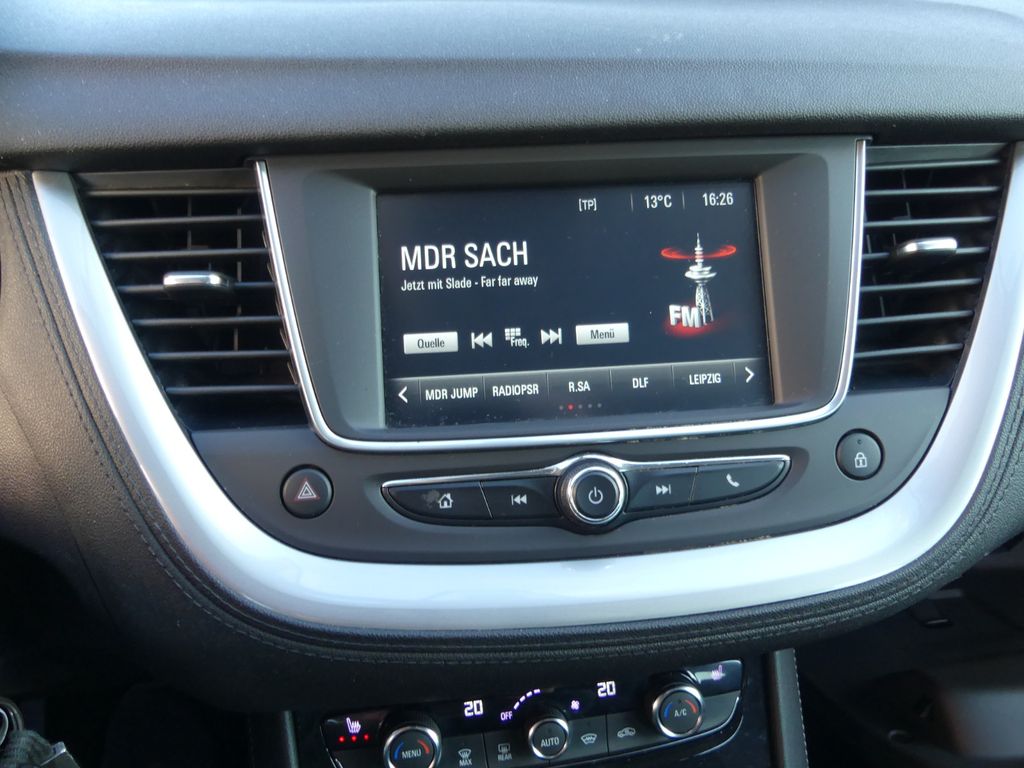 [TP] 13°C 16:26
MDR SACH
Jetzt mit Slade - Far far away
FM
Quelle Freq. Menü
MDR JUMP RADIOPSR R.SA DLF LEIPZIG
20 OFF 20
MENU MAX REAR AUTO A/C